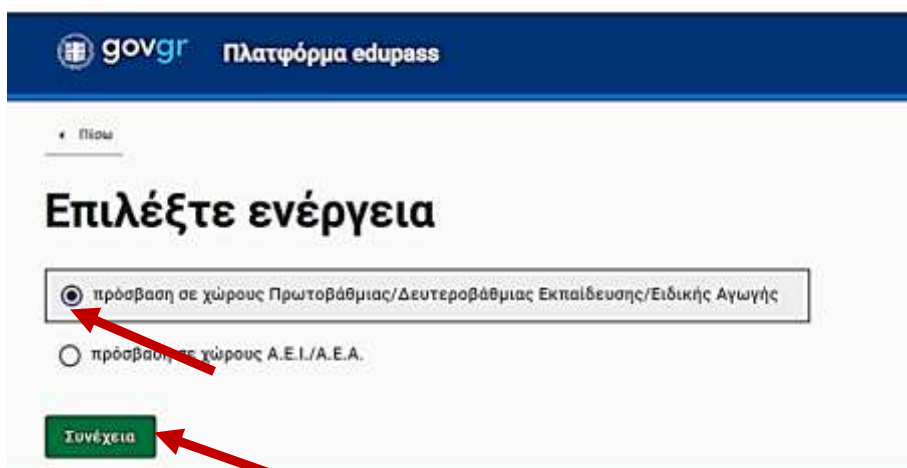 govgr Πλατφόρμα edupass
Πίσω
Επιλέξτε ενέργεια
πρόσβαση σε χώρους Πρωτοβάθμιας/Δευτεροβάθμιας Εκπαίδευσης/Ειδικής Αγωγής
πρόσβαση σε χώρους Α.Ε.Ι./Α.Ε.Α.
Συνέχεια